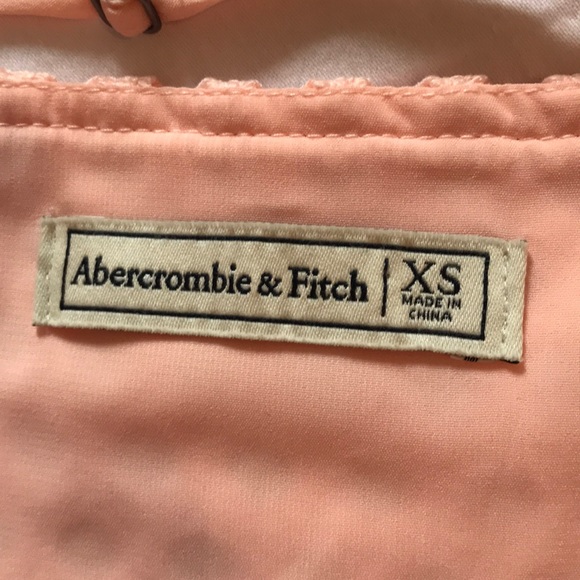 Abercrombie & Fitch
XS
MADE IN
CHINA